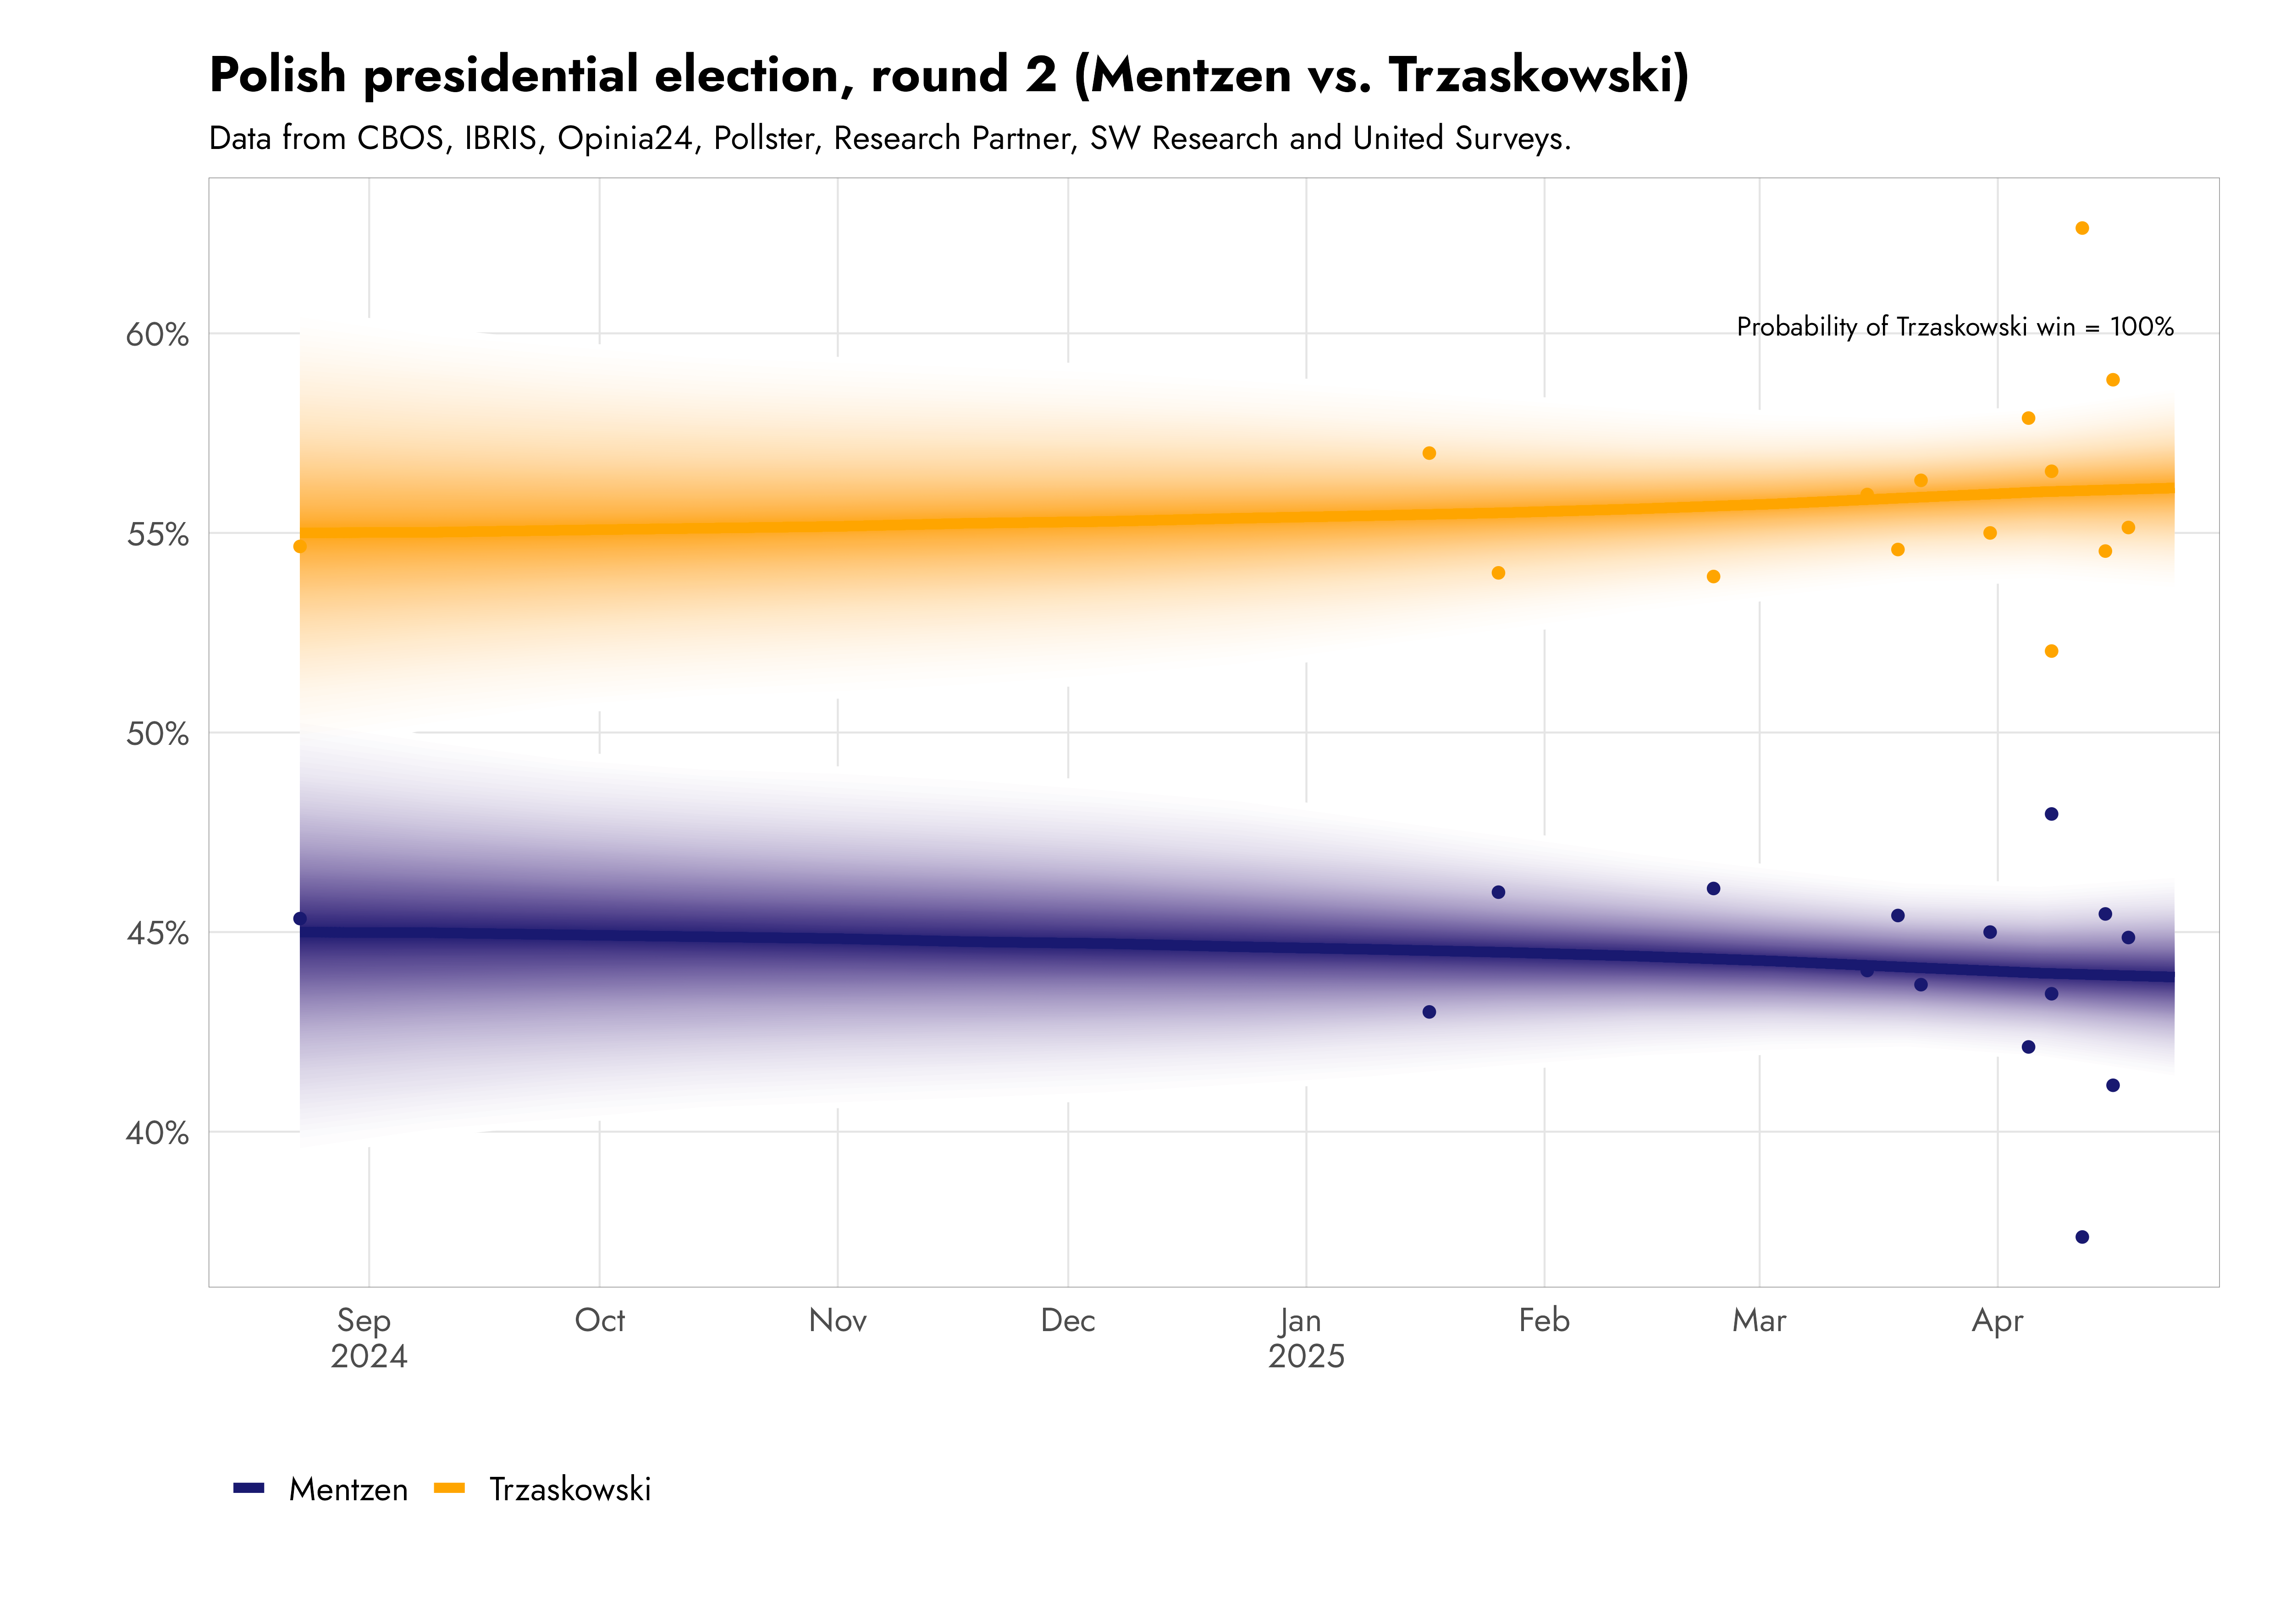 Polish presidential election, round 2 (Mentzen vs. Trzaskowski)
Data from CBOS, IBRIS, Opinia24, Pollster, Research Partner, SW Research and United Surveys.
60%
Probability of Trzaskowski win = 100%
55%
50%
45%
40%
Sep Oct Nov Dec Jan Feb Mar Apr
2024 2025
Mentzen Trzaskowski